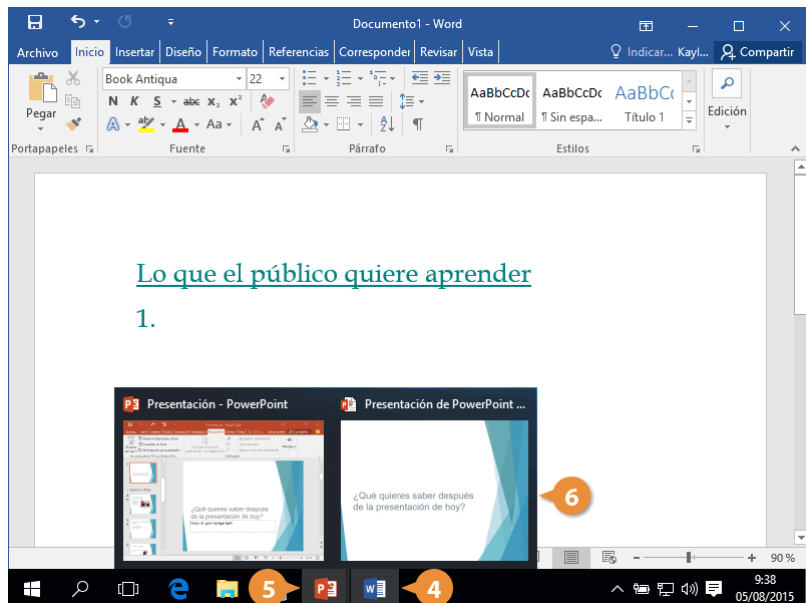 Documento1 - Word
Archivo Inicio Insertar Diseño Formato Referencias Corresponder Revisar Vista Indicar... Kayl... Compartir
Book Antiqua 22
N K S abc X₂ X²
A aby A Aa A A
AaBbCcDc AaBbCcDc AaBbCc
¶ Normal ¶ Sin espa... Título 1
Pegar
Edición
Portapapeles Fuente Párrafo Estilos
Lo que el público quiere aprender
1.
Presentación - PowerPoint
Presentación de PowerPoint ...
¿Qué quieres saber después
de la presentación de hoy?
¿Qué quieres saber después
de la presentación de hoy?
6
90 %
5
4
9:38
05/08/2015